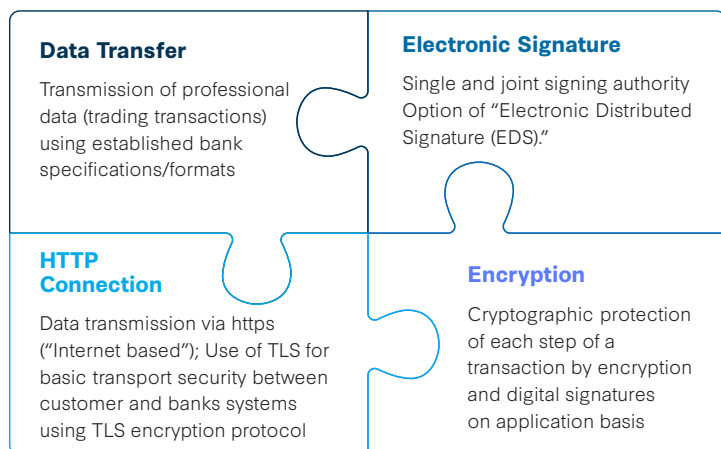 Data Transfer
Transmission of professional
data (trading transactions)
using established bank
specifications/formats
Electronic Signature
Single and joint signing authority
Option of “Electronic Distributed
Signature (EDS).”
HTTP
Connection
Data transmission via https
(“Internet based”); Use of TLS for
basic transport security between
customer and banks systems
using TLS encryption protocol
Encryption
Cryptographic protection
of each step of a
transaction by encryption
and digital signatures
on application basis